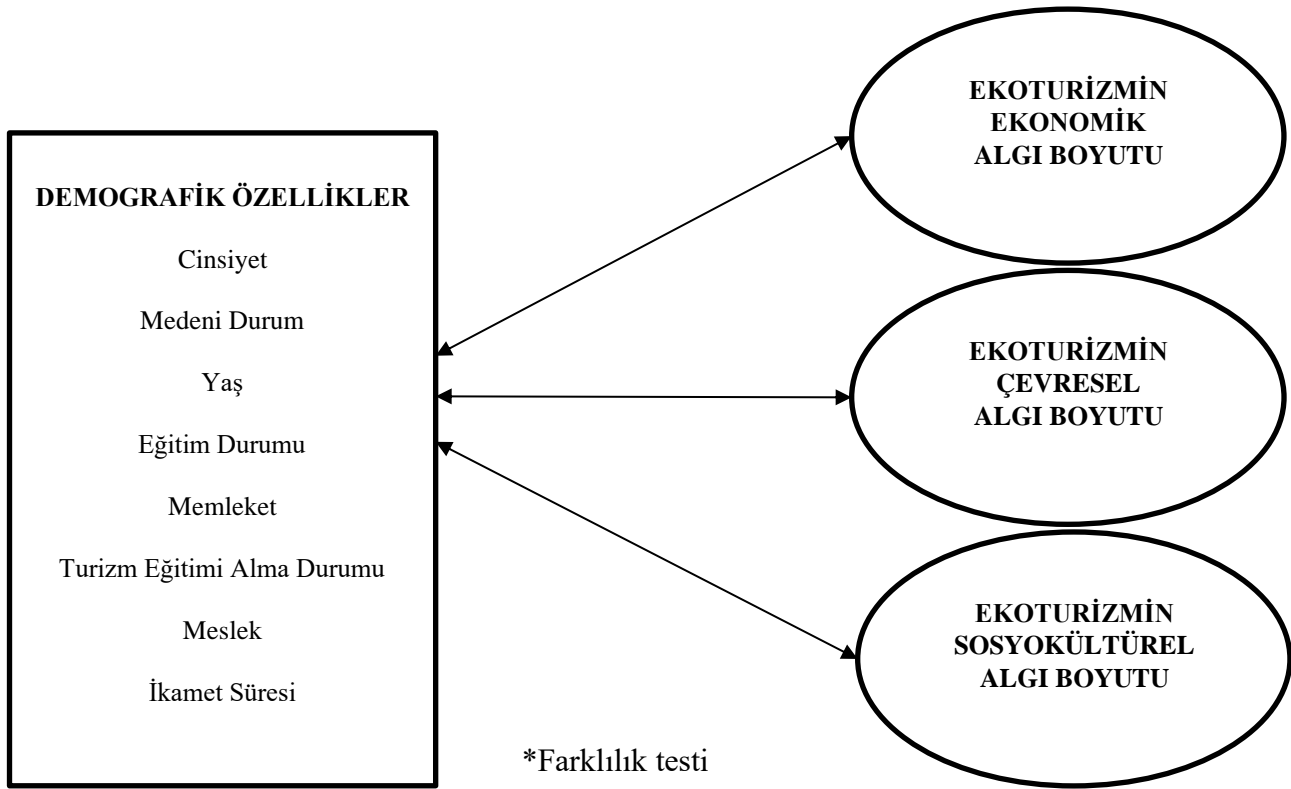 DEMOGRAFİK ÖZELLİKLER
Cinsiyet
Medeni Durum
Yaş
Eğitim Durumu
Memleket
Turizm Eğitimi Alma Durumu
Meslek
İkamet Süresi
EKOTURİZMİN
EKONOMİK
ALGI BOYUTU
EKOTURİZMİN
ÇEVRESEL
ALGI BOYUTU
EKOTURİZMİN
SOSYOKÜLTÜREL
ALGI BOYUTU
*Farklılık testi